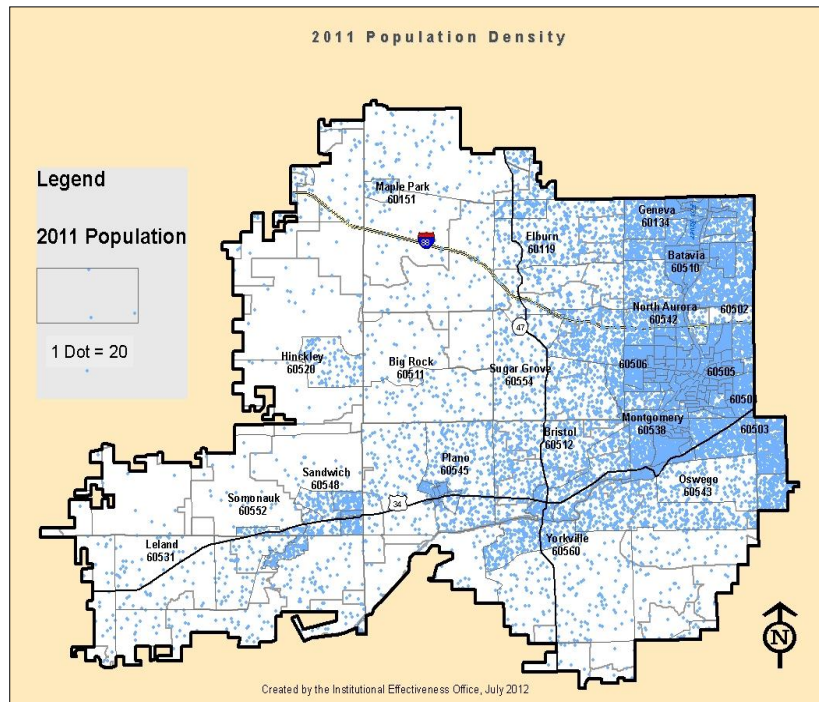 2011 Population Density
Legend
2011 Population
1 Dot = 20
Maple Park
60151
88
Elburn
60119
Geneva
60134
Fox River
Batavia
60510
North Aurora
60542
60502
47
Hinckley
60520
Big Rock
60511
Sugar Grove
60554
60506
60505
Montgomery
60538
60503
Bristol
60512
Plano
60545
Sandwich
60548
Somonauk
60552
34
Oswego
60543
Leland
60531
Yorkville
60560
N
Created by the Institutional Effectiveness Office, July 2012